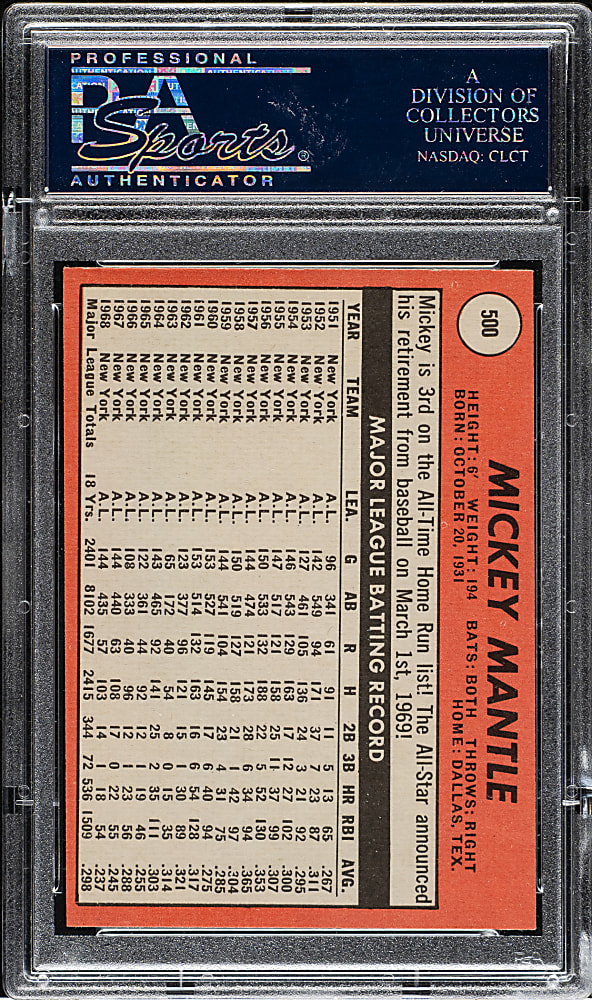 PROFESSIONAL
PSA
Sports
®
AUTHENTICATOR
A
DIVISION OF
COLLECTORS
UNIVERSE
NASDAQ: CLCT
500
MICKEY MANTLE
HEIGHT: 6' WEIGHT: 194 BATS: BOTH THROWS: RIGHT
BORN: OCTOBER 20, 1931 HOME: DALLAS, TEX.
Mickey is 3rd on the All-Time Home Run list! The All-Star announced
his retirement from baseball on March 1st, 1969!
MAJOR LEAGUE BATTING RECORD
YEAR TEAM LEA. G AB R H 2B 3B HR RBI AVG.
1951 New York A.L. 96 341 61 91 11 5 13 65 .267
1952 New York A.L. 142 549 94 171 37 7 23 87 .311
1953 New York A.L. 127 461 105 136 24 3 21 92 .295
1954 New York A.L. 146 543 129 163 17 12 27 102 .300
1955 New York A.L. 147 517 121 158 25 11 37 99 .307
1956 New York A.L. 150 533 132 188 22 5 52 130 .353
1957 New York A.L. 144 474 121 173 28 6 34 94 .365
1958 New York A.L. 150 519 127 158 21 1 42 97 .304
1959 New York A.L. 144 541 104 154 23 4 31 75 .285
1960 New York A.L. 153 527 119 145 17 6 40 94 .275
1961 New York A.L. 153 514 132 163 16 6 54 128 .317
1962 New York A.L. 123 377 96 121 15 1 30 89 .321
1963 New York A.L. 65 172 40 54 8 0 15 35 .314
1964 New York A.L. 143 465 92 141 25 2 35 111 .303
1965 New York A.L. 122 361 44 92 12 1 19 46 .255
1966 New York A.L. 108 333 40 96 12 1 23 56 .288
1967 New York A.L. 144 440 63 108 17 0 22 55 .245
1968 New York A.L. 144 435 57 103 14 1 18 54 .237
Major League Totals 18 Yrs. 2401 8102 1677 2415 344 72 536 1509 .298